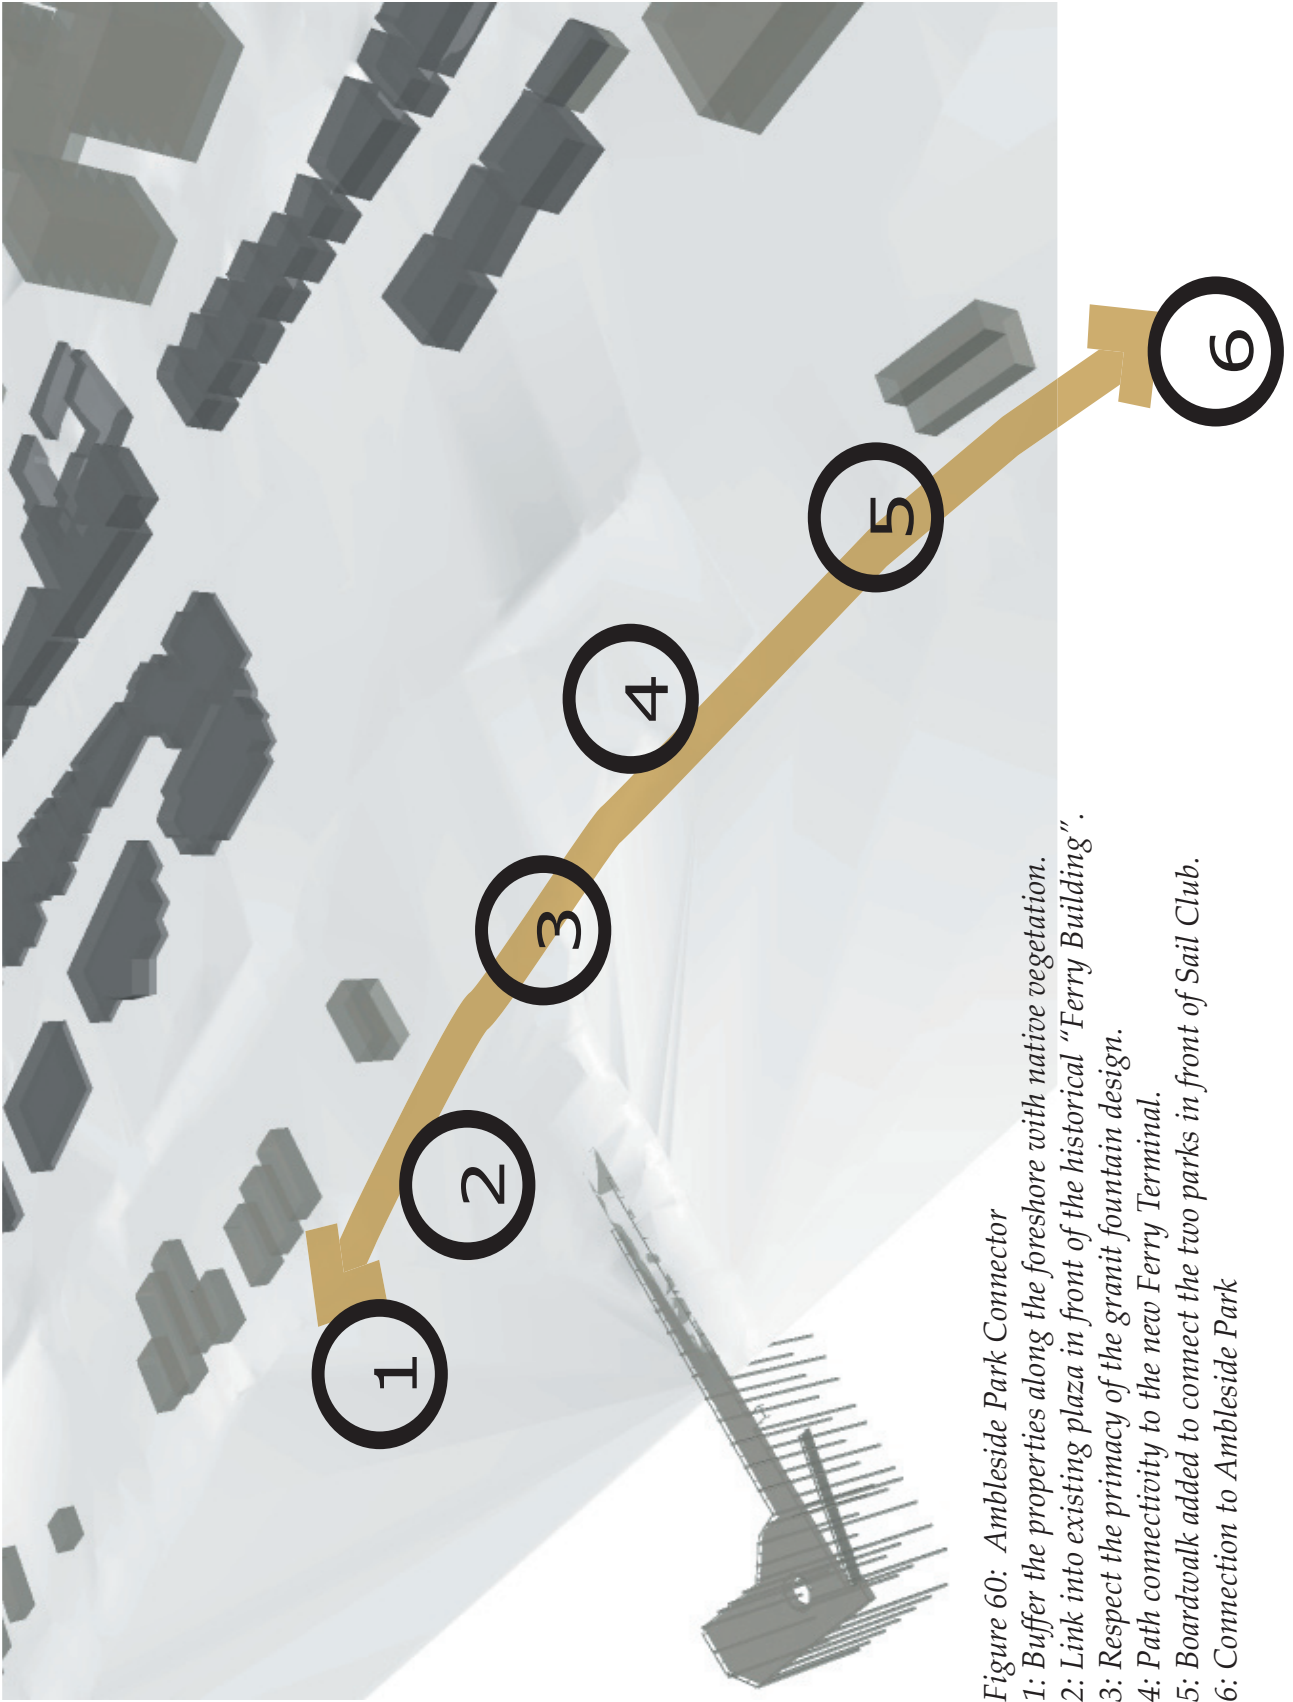 1
2
3
4
5
6
Figure 60: Ambleside Park Connector
1: Buffer the properties along the foreshore with native vegetation.
2: Link into existing plaza in front of the historical “Ferry Building”.
3: Respect the primacy of the granit fountain design.
4: Path connectivity to the new Ferry Terminal.
5: Boardwalk added to connect the two parks in front of Sail Club.
6: Connection to Ambleside Park